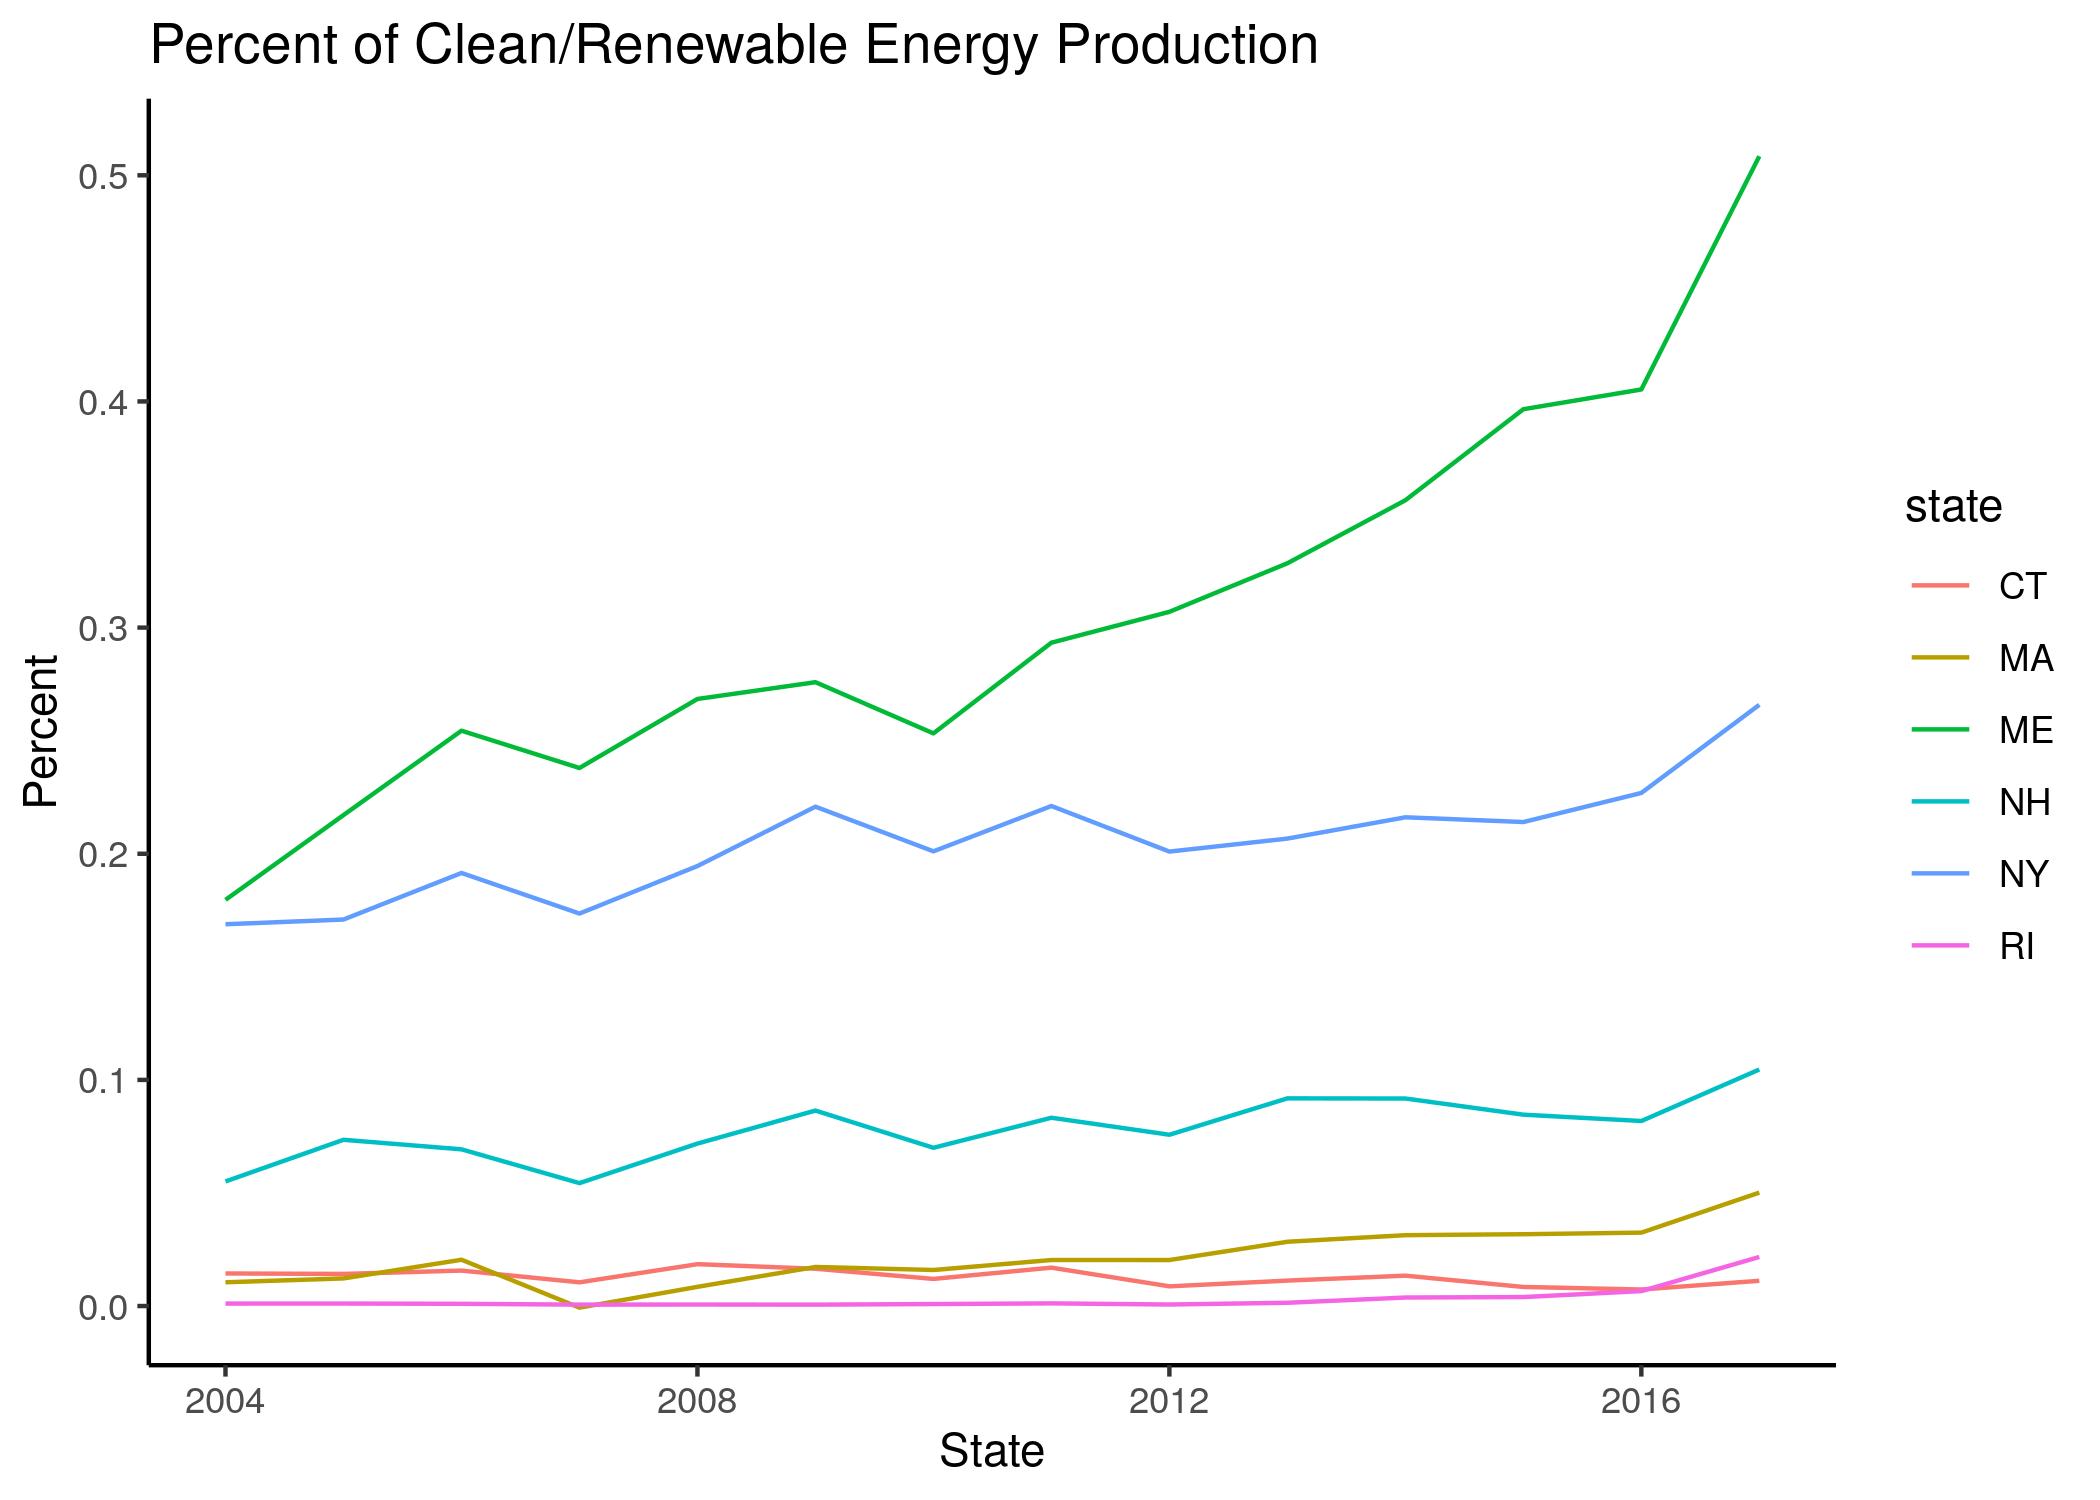 Percent of Clean/Renewable Energy Production
Percent
0.5
0.4
0.3
0.2
0.1
0.0
2004 2008 2012 2016
State
state
CT
MA
ME
NH
NY
RI